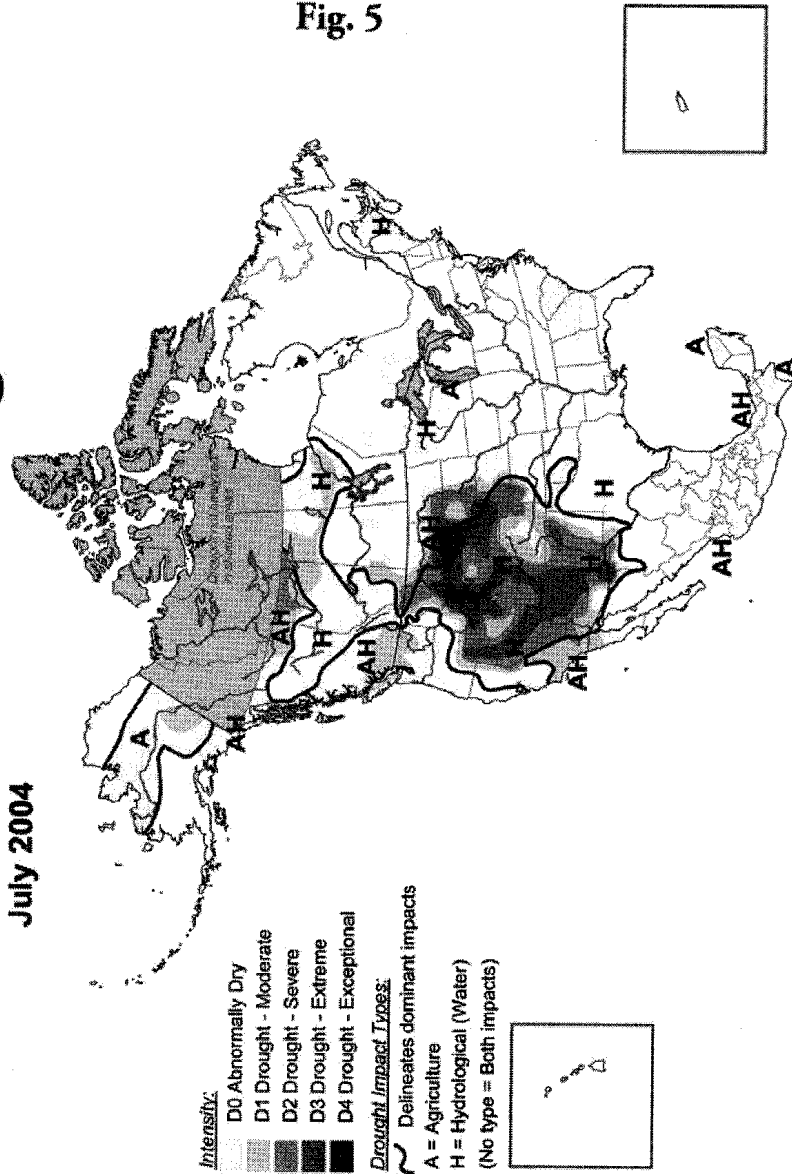 Fig. 5
July 2004
Intensity:
D0 Abnormally Dry
D1 Drought - Moderate
D2 Drought - Severe
D3 Drought - Extreme
D4 Drought - Exceptional
Drought Impact Types:
Delineates dominant impacts
A = Agriculture
H = Hydrological (Water)
(No type = Both impacts)
A
AH
AH
H
AH
H
H
H
A
AH
H
H
H
AH
H
AH
AH
A
A